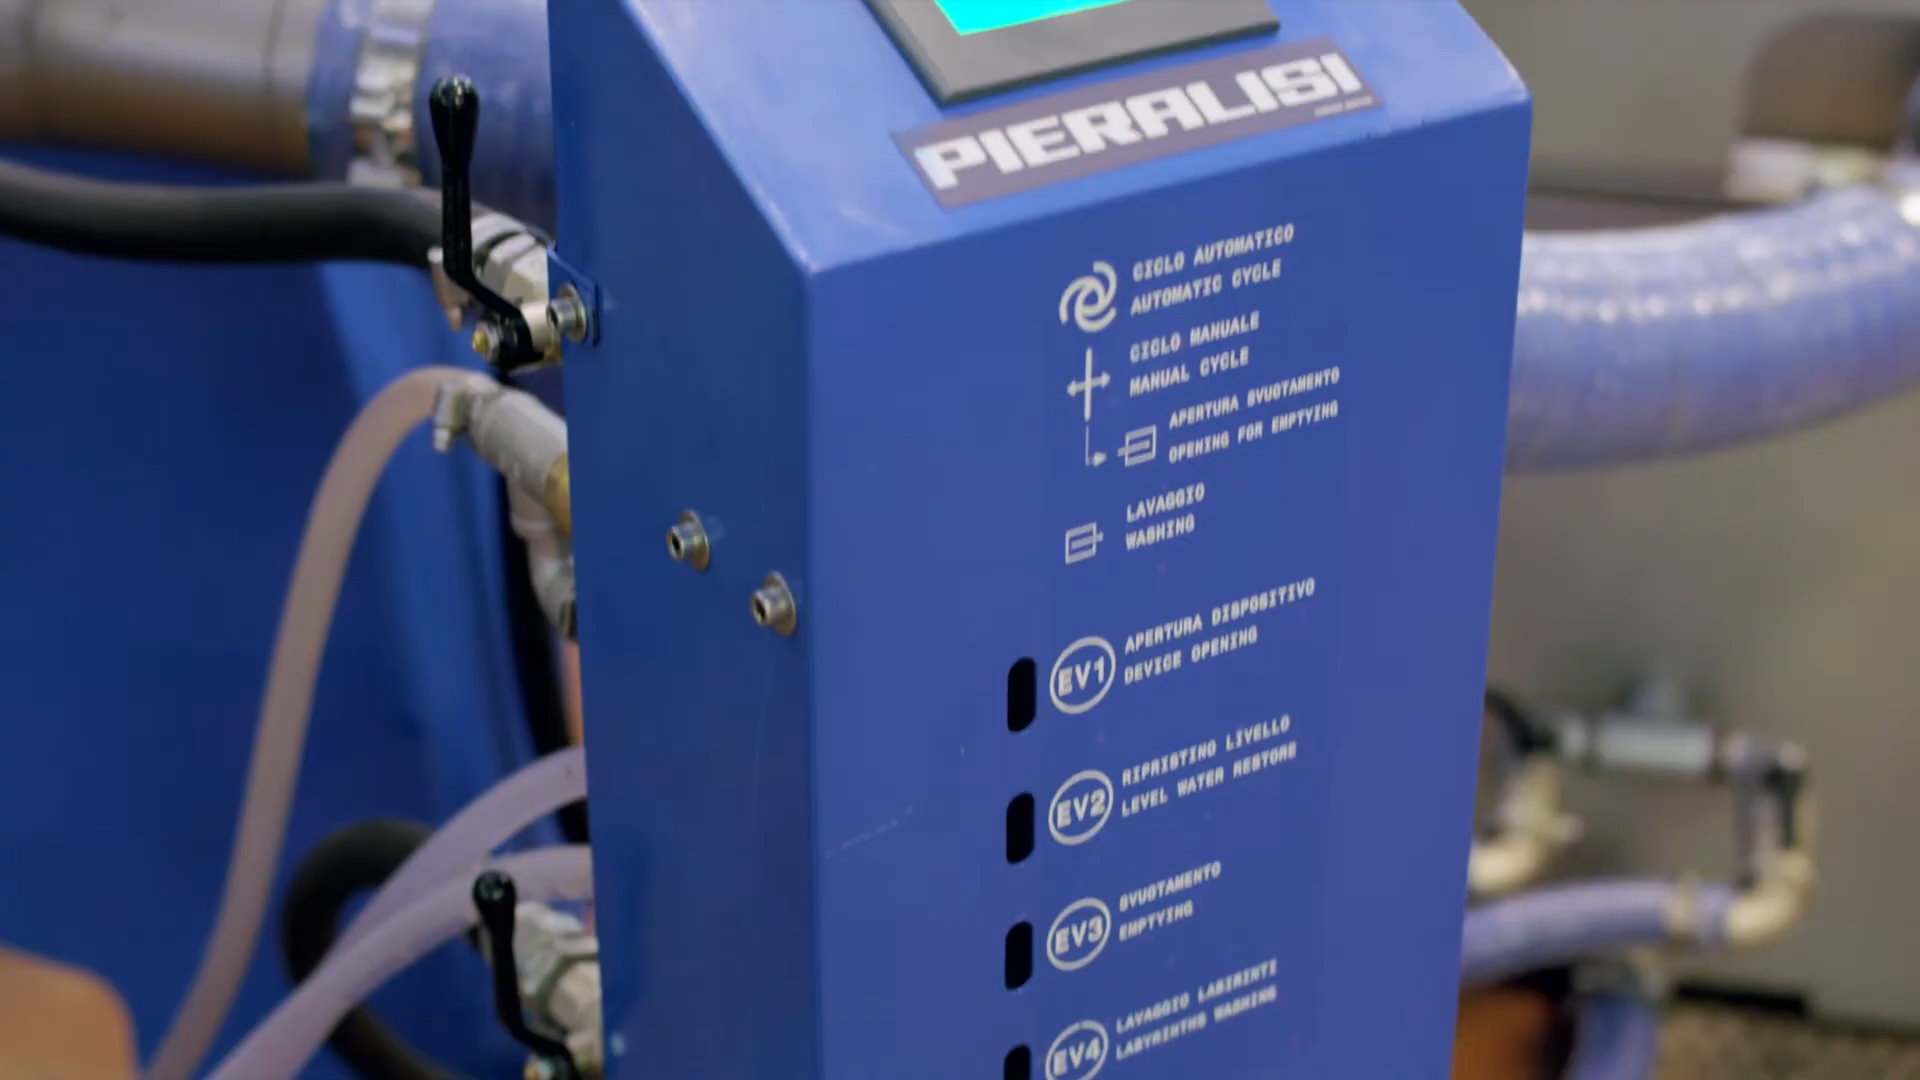 PIERALISI
CICLO AUTOMATICO
AUTOMATIC CYCLE
CICLO MANUALE
MANUAL CYCLE
APERTURA SVUOTAMENTO
OPENING FOR EMPTYING
LAVAGGIO
WASHING
EV1
APERTURA DISPOSITIVO
DEVICE OPENING
EV2
RIPRISTINO LIVELLO
LEVEL WATER RESTORE
EV3
SVUOTAMENTO
EMPTYING
EV4
LAVAGGIO LABIRINTI
LABYRINTHS WASHING